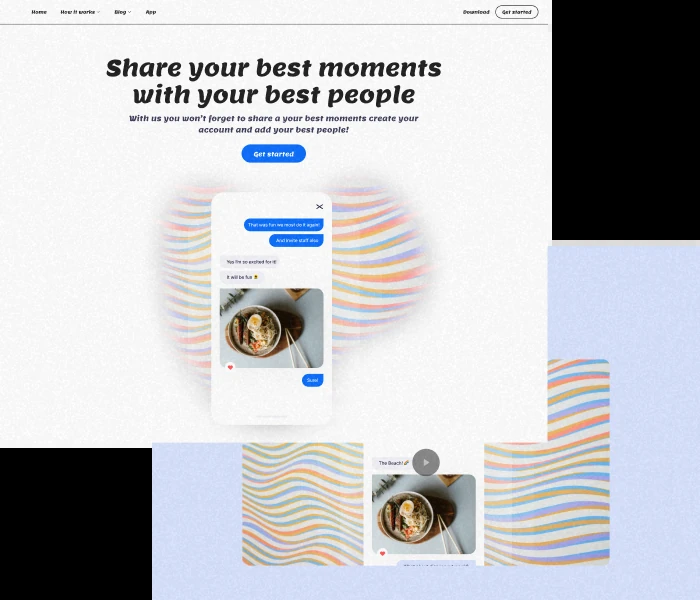 Home How it works Blog App Download Get started
Share your best moments
with your best people
With us you won't forget to share a your best moments create your
account and add your best people!
Get started
That was fun we most do it again!
And invite staff also
Yes I'm so excited for it!
It will be fun
Sure!
The Beach!